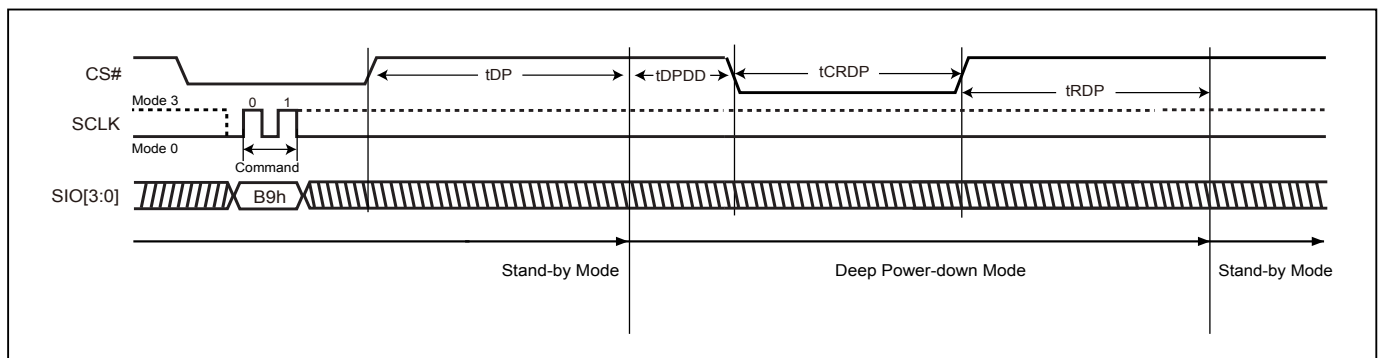 CS#
tDP
tDPDD
tCRDP
tRDP
Mode 3
0 1
SCLK
Mode 0
Command
SIO[3:0]
B9h
Stand-by Mode
Deep Power-down Mode
Stand-by Mode